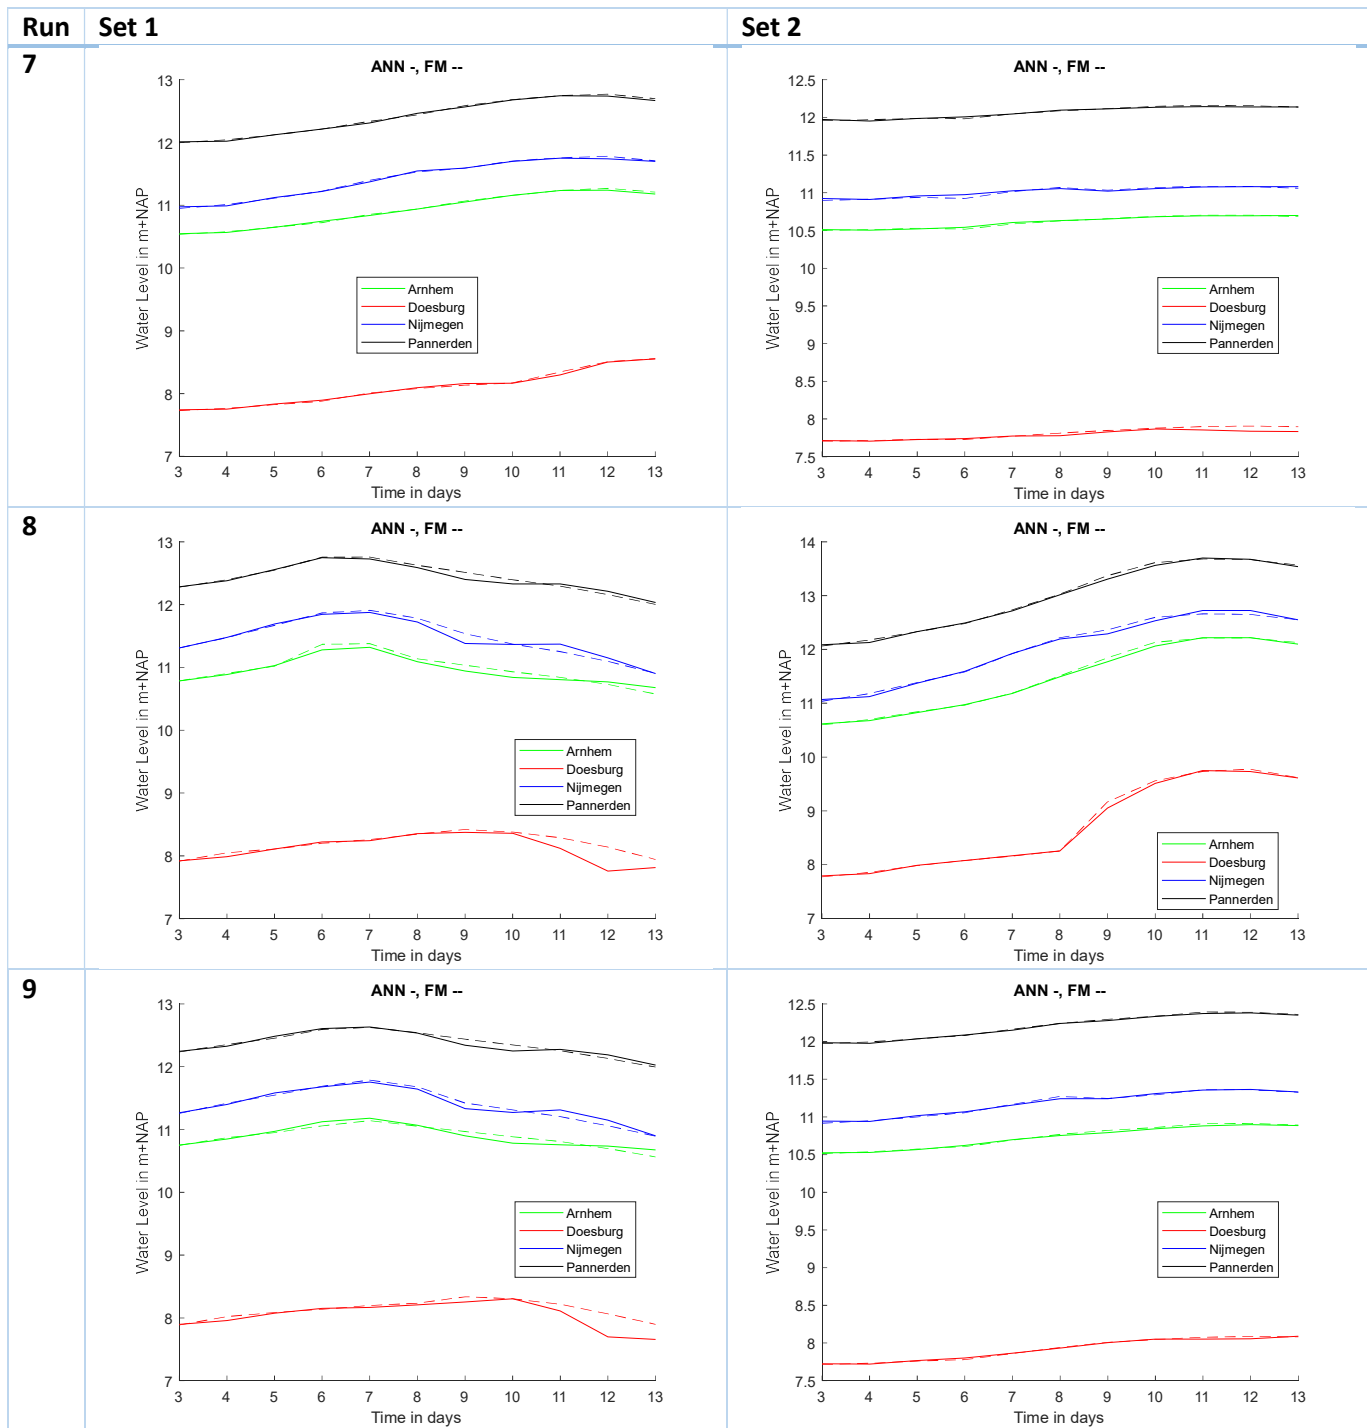 Run Set 1 Set 2
7
ANN -, FM --
13
12
11
10
9
8
7
Water Level in m+NAP
Arnhem
Doesburg
Nijmegen
Pannerden
3 4 5 6 7 8 9 10 11 12 13
Time in days
ANN -, FM --
12.5
12
11.5
11
10.5
10
9.5
9
8.5
8
7.5
Water Level in m+NAP
Arnhem
Doesburg
Nijmegen
Pannerden
3 4 5 6 7 8 9 10 11 12 13
Time in days
8
ANN -, FM --
13
12
11
10
9
8
7
Water Level in m+NAP
Arnhem
Doesburg
Nijmegen
Pannerden
3 4 5 6 7 8 9 10 11 12 13
Time in days
ANN -, FM --
14
13
12
11
10
9
8
7
Water Level in m+NAP
Arnhem
Doesburg
Nijmegen
Pannerden
3 4 5 6 7 8 9 10 11 12 13
Time in days
9
ANN -, FM --
13
12
11
10
9
8
7
Water Level in m+NAP
Arnhem
Doesburg
Nijmegen
Pannerden
3 4 5 6 7 8 9 10 11 12 13
Time in days
ANN -, FM --
12.5
12
11.5
11
10.5
10
9.5
9
8.5
8
7.5
Water Level in m+NAP
Arnhem
Doesburg
Nijmegen
Pannerden
3 4 5 6 7 8 9 10 11 12 13
Time in days